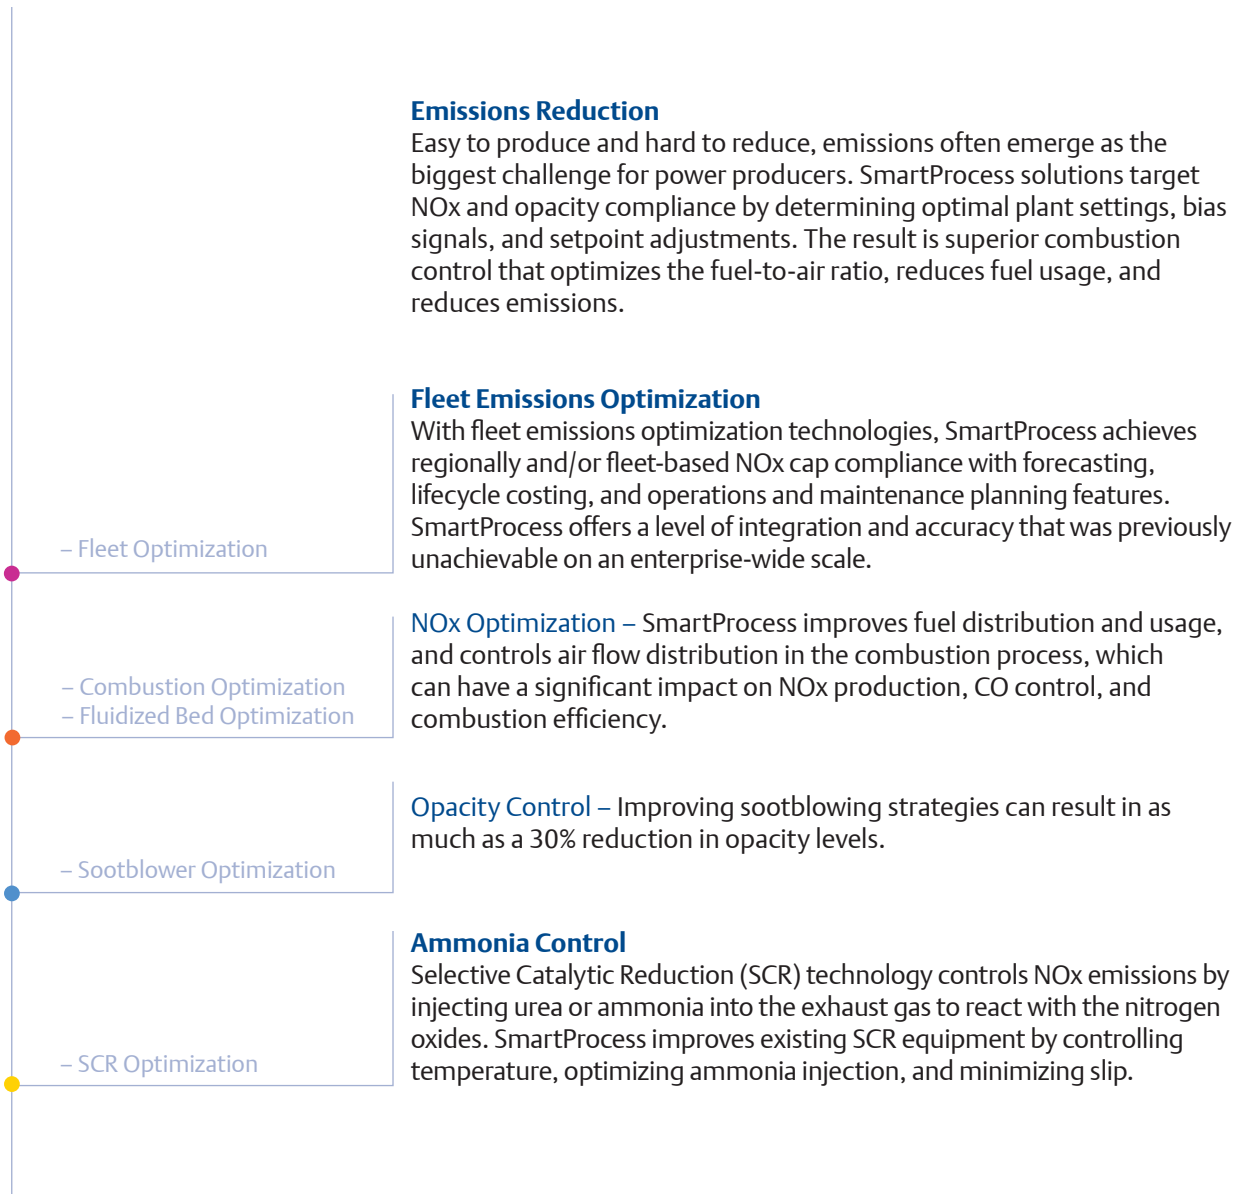 Emissions Reduction
Easy to produce and hard to reduce, emissions often emerge as the
biggest challenge for power producers. SmartProcess solutions target
NOx and opacity compliance by determining optimal plant settings, bias
signals, and setpoint adjustments. The result is superior combustion
control that optimizes the fuel-to-air ratio, reduces fuel usage, and
reduces emissions.
Fleet Emissions Optimization
With fleet emissions optimization technologies, SmartProcess achieves
regionally and/or fleet-based NOx cap compliance with forecasting,
lifecycle costing, and operations and maintenance planning features.
SmartProcess offers a level of integration and accuracy that was previously
unachievable on an enterprise-wide scale.
– Fleet Optimization
NOx Optimization – SmartProcess improves fuel distribution and usage,
and controls air flow distribution in the combustion process, which
can have a significant impact on NOx production, CO control, and
combustion efficiency.
– Combustion Optimization
– Fluidized Bed Optimization
Opacity Control – Improving sootblowing strategies can result in as
much as a 30% reduction in opacity levels.
– Sootblower Optimization
Ammonia Control
Selective Catalytic Reduction (SCR) technology controls NOx emissions by
injecting urea or ammonia into the exhaust gas to react with the nitrogen
oxides. SmartProcess improves existing SCR equipment by controlling
temperature, optimizing ammonia injection, and minimizing slip.
– SCR Optimization